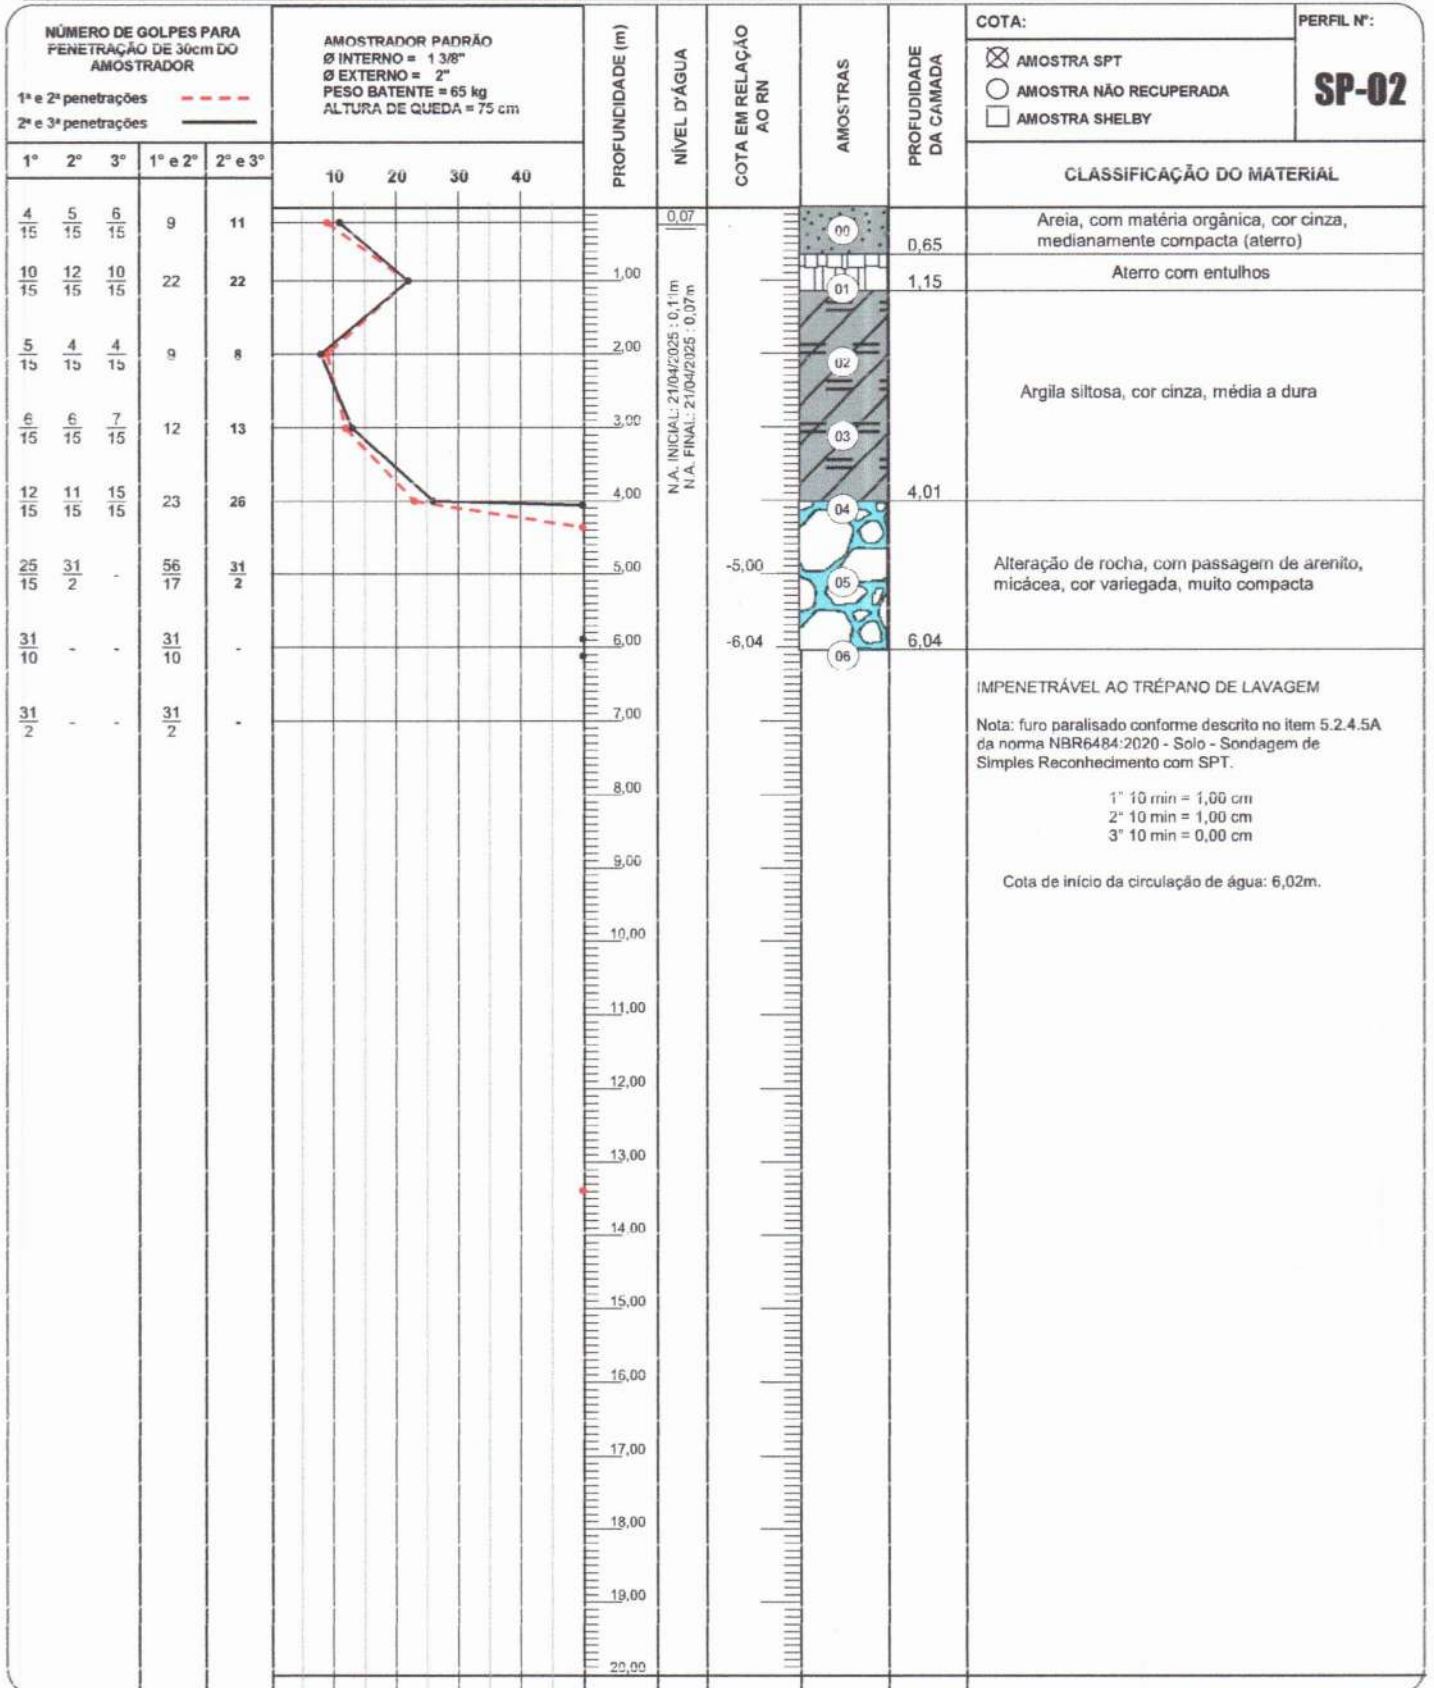 NÚMERO DE GOLPES PARA
PENETRAÇÃO DE 30cm DO
AMOSTRADOR
1ª e 2ª penetrações
2ª e 3ª penetrações
AMOSTRADOR PADRÃO
Ø INTERNO = 1 3/8"
Ø EXTERNO = 2"
PESO BATENTE = 65 kg
ALTURA DE QUEDA = 75 cm
PROFUNDIDADE (m)
NÍVEL D'ÁGUA
COTA EM RELAÇÃO
AO RN
AMOSTRAS
PROFUDIDADE
DA CAMADA
COTA:
AMOSTRA SPT
AMOSTRA NÃO RECUPERADA
AMOSTRA SHELBY
PERFIL Nº:
SP-02
CLASSIFICAÇÃO DO MATERIAL
1° 2° 3° 1° e 2° 2° e 3°
10 20 30 40
4/15 5/15 6/15 9 11
10/15 12/15 10/15 22 22
5/15 4/15 4/15 9 8
6/15 6/15 7/15 12 13
12/15 11/15 15/15 23 26
25/15 31/2 - 56/17 31/2
31/10 - - 31/10 -
31/2 - - 31/2 -
1,00
2,00
3,00
4,00
5,00
6,00
7,00
8,00
9,00
10,00
11,00
12,00
13,00
14,00
15,00
16,00
17,00
18,00
19,00
20,00
0,07
N.A. INICIAL: 21/04/2025 : 0,11m
N.A. FINAL: 21/04/2025 : 0,07m
-5,00
-6,04
00
01
02
03
04
05
06
0,65
1,15
4,01
6,04
Areia, com matéria orgânica, cor cinza,
medianamente compacta (aterro)
Aterro com entulhos
Argila siltosa, cor cinza, média a dura
Alteração de rocha, com passagem de arenito,
micácea, cor variegada, muito compacta
IMPENETRÁVEL AO TRÉPANO DE LAVAGEM
Nota: furo paralisado conforme descrito no item 5.2.4.5A
da norma NBR6484:2020 - Solo - Sondagem de
Simples Reconhecimento com SPT.
1° 10 min = 1,00 cm
2° 10 min = 1,00 cm
3° 10 min = 0,00 cm
Cota de início da circulação de água: 6,02m.